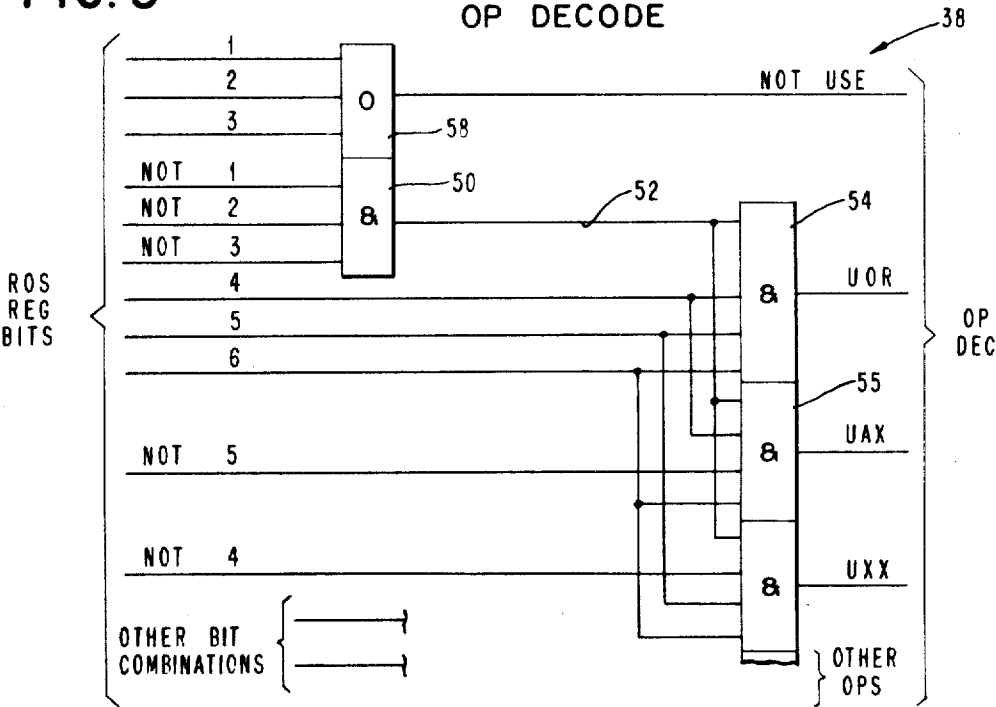 OP DECODE
38
1
2
3
NOT 1
NOT 2
NOT 3
4
5
6
NOT 5
NOT 4
O
58
&
50
52
NOT USE
54
&
UOR
55
&
UAX
&
UXX
ROS
REG
BITS
OP
DEC
OTHER BIT
COMBINATIONS
OTHER
OPS